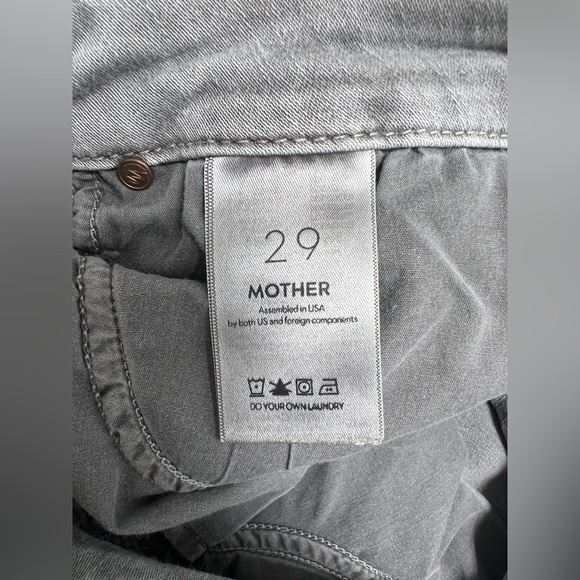 29
MOTHER
Assembled in USA
by both US and foreign components
DO YOUR OWN LAUNDRY